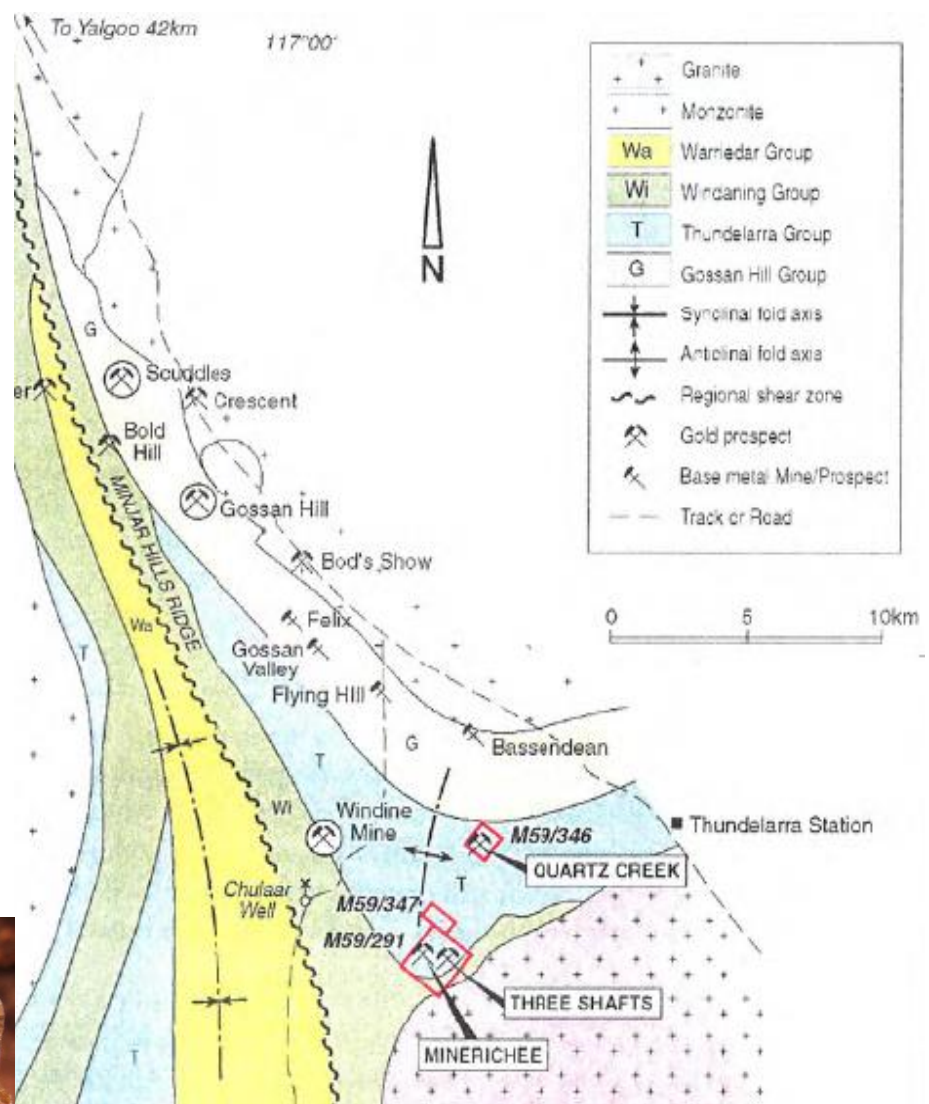 To Yalgoo 42km
117°00'
Granite
Monzonite
Wa Warriedar Group
Wi Windaning Group
T Thundelarra Group
G Gossan Hill Group
Synclinal fold axis
Anticlinal fold axis
Regional shear zone
Gold prospect
Base metal Mine/Prospect
Track or Road
N
G
Scuddles
er
Crescent
Bold
Hill
Gossan Hill
MINJAR HILLS RIDGE
Bod's Show
0 10km
Wa
Felix
T
Gossan
Valley
Flying Hill
G
Bassendean
T
Wi
Windine
Mine
M59/346
Thundelarra Station
QUARTZ CREEK
T
Chulaar
Well
M59/347
M59/291
THREE SHAFTS
MINERICHEE
T